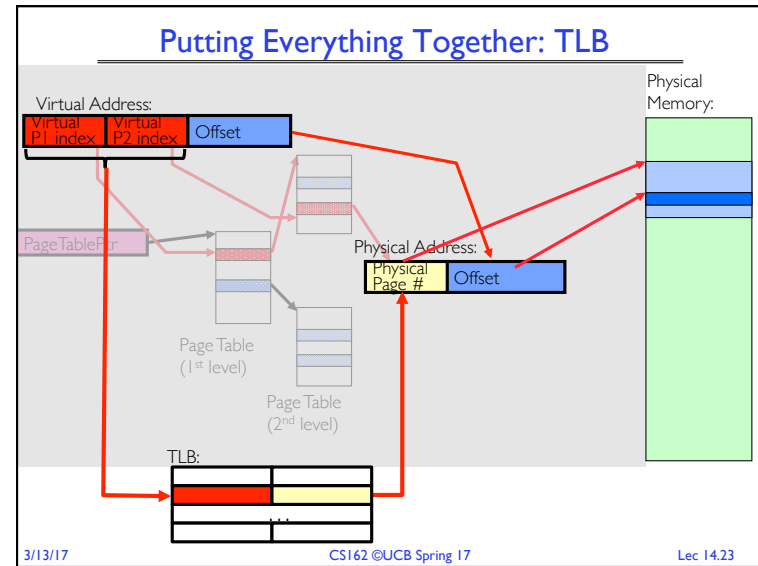 Putting Everything Together: TLB
Physical
Memory:
Virtual Address:
Virtual
P1 index
Virtual
P2 index
Offset
PageTablePtr
Physical Address:
Physical
Page #
Offset
Page Table
(1st level)
Page Table
(2nd level)
TLB:
...
3/13/17
CS162 ©UCB Spring 17
Lec 14.23